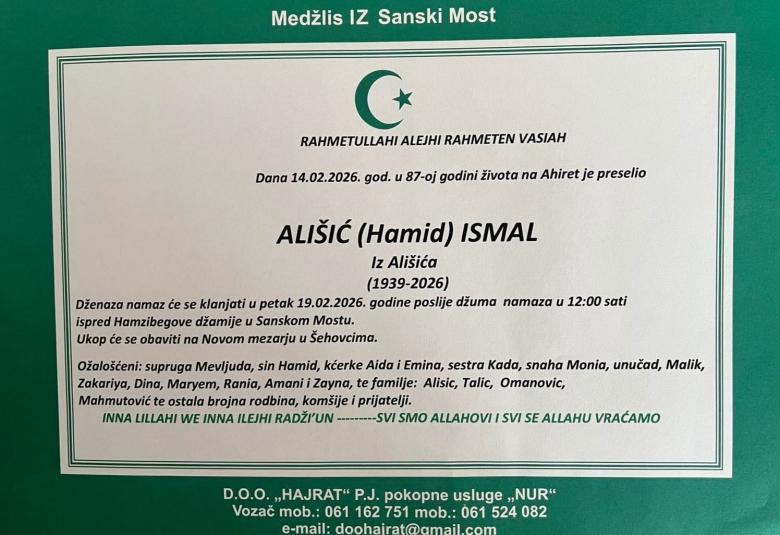 Medžlis IZ Sanski Most
RAHMETULLAHI ALEJHI RAHMETEN VASIAH
Dana 14.02.2026. god. u 87-oj godini života na Ahiret je preselio
ALIŠIĆ (Hamid) ISMAL
Iz Ališića
(1939-2026)
Dženaza namaz će se klanjati u petak 19.02.2026. godine poslije džuma namaza u 12:00 sati
ispred Hamzibegove džamije u Sanskom Mostu.
Ukop će se obaviti na Novom mezarju u Šehovcima.
Ožalošćeni: supruga Mevljuda, sin Hamid, kćerke Aida i Emina, sestra Kada, snaha Monia, unučad, Malik,
Zakariya, Dina, Maryem, Rania, Amani i Zayna, te familje: Alisic, Talic, Omanovic,
Mahmutović te ostala brojna rodbina, komšije i prijatelji.
INNA LILLAHI WE INNA ILEJHI RADŽI'UN ---------SVI SMO ALLAHOVI I SVI SE ALLAHU VRAĆAMO
D.O.O. „HAJRAT“ P.J. pokopne usluge „NUR“
Vozač mob.: 061 162 751 mob.: 061 524 082
e-mail: doohajrat@gmail.com